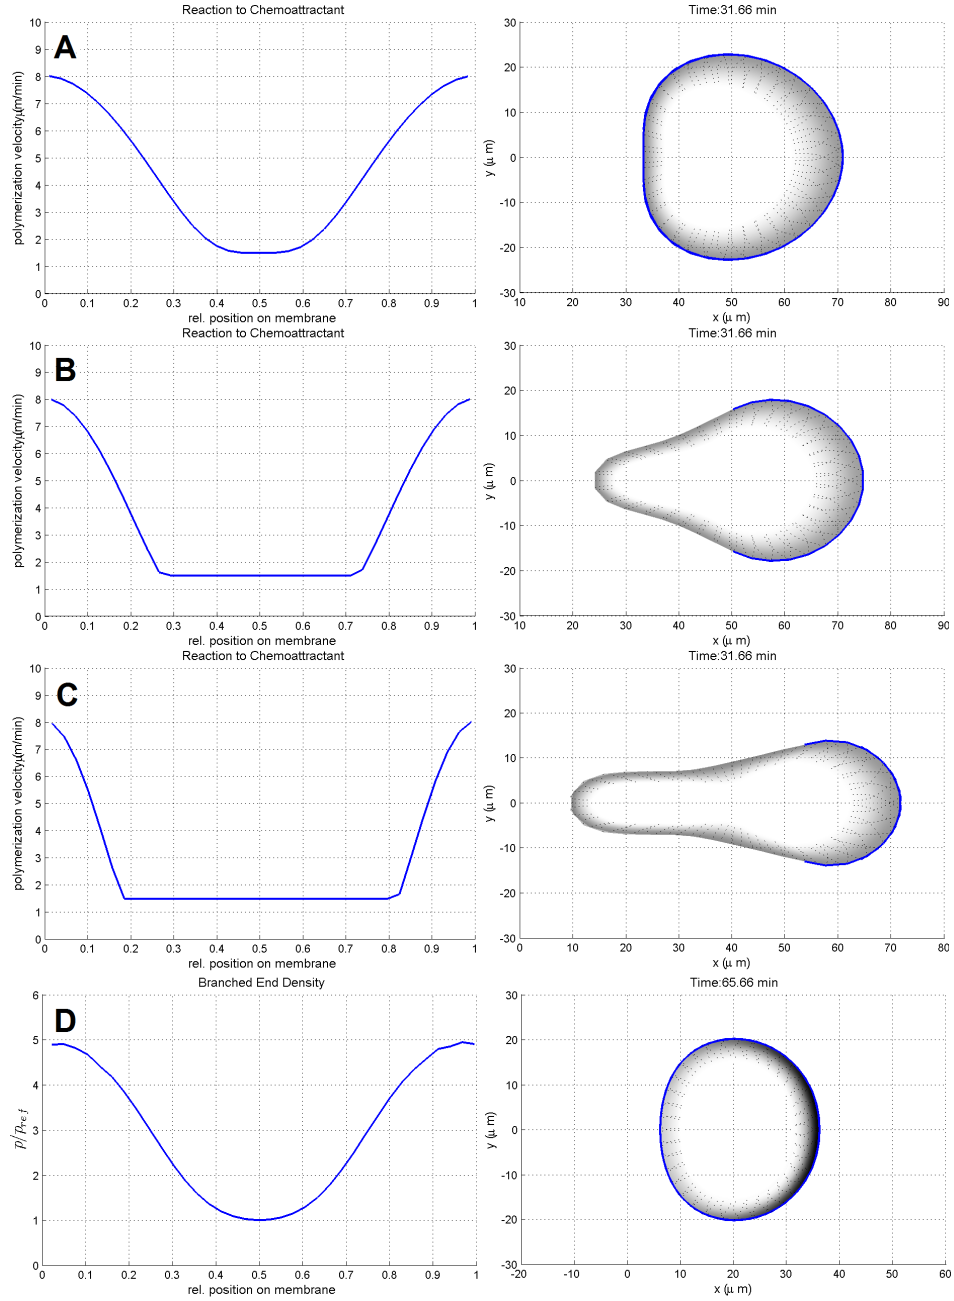 Reaction to Chemoattractant
A
polymerization velocity,μ(m/min)
10
9
8
7
6
5
4
3
2
1
0
0 0.1 0.2 0.3 0.4 0.5 0.6 0.7 0.8 0.9 1
rel. position on membrane
Time:31.66 min
y (μ m)
30
20
10
0
-10
-20
-30
10 20 30 40 50 60 70 80 90
x (μ m)
Reaction to Chemoattractant
B
polymerization velocity,μ(m/min)
10
9
8
7
6
5
4
3
2
1
0
0 0.1 0.2 0.3 0.4 0.5 0.6 0.7 0.8 0.9 1
rel. position on membrane
Time:31.66 min
y (μ m)
30
20
10
0
-10
-20
-30
10 20 30 40 50 60 70 80 90
x (μ m)
Reaction to Chemoattractant
C
polymerization velocity,μ(m/min)
10
9
8
7
6
5
4
3
2
1
0
0 0.1 0.2 0.3 0.4 0.5 0.6 0.7 0.8 0.9 1
rel. position on membrane
Time:31.66 min
y (μ m)
30
20
10
0
-10
-20
-30
0 10 20 30 40 50 60 70 80
x (μ m)
Branched End Density
D
p/p_ref
6
5
4
3
2
1
0
0 0.1 0.2 0.3 0.4 0.5 0.6 0.7 0.8 0.9 1
rel. position on membrane
Time:65.66 min
y (μ m)
30
20
10
0
-10
-20
-30
-20 -10 0 10 20 30 40 50 60
x (μ m)